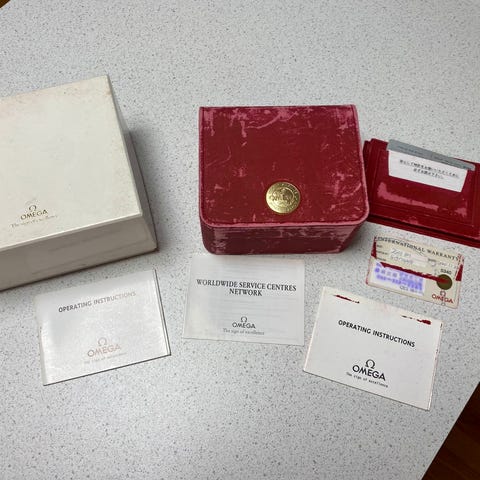 Ω
OMEGA
The sign of excellence
OMEGA
OPERATING INSTRUCTIONS
Ω
OMEGA
The sign of excellence
WORLDWIDE SERVICE CENTRES
NETWORK
Ω
OMEGA
The sign of excellence
OPERATING INSTRUCTIONS
Ω
OMEGA
The sign of excellence
INTERNATIONAL WARRANTY
Ω
OMEGA